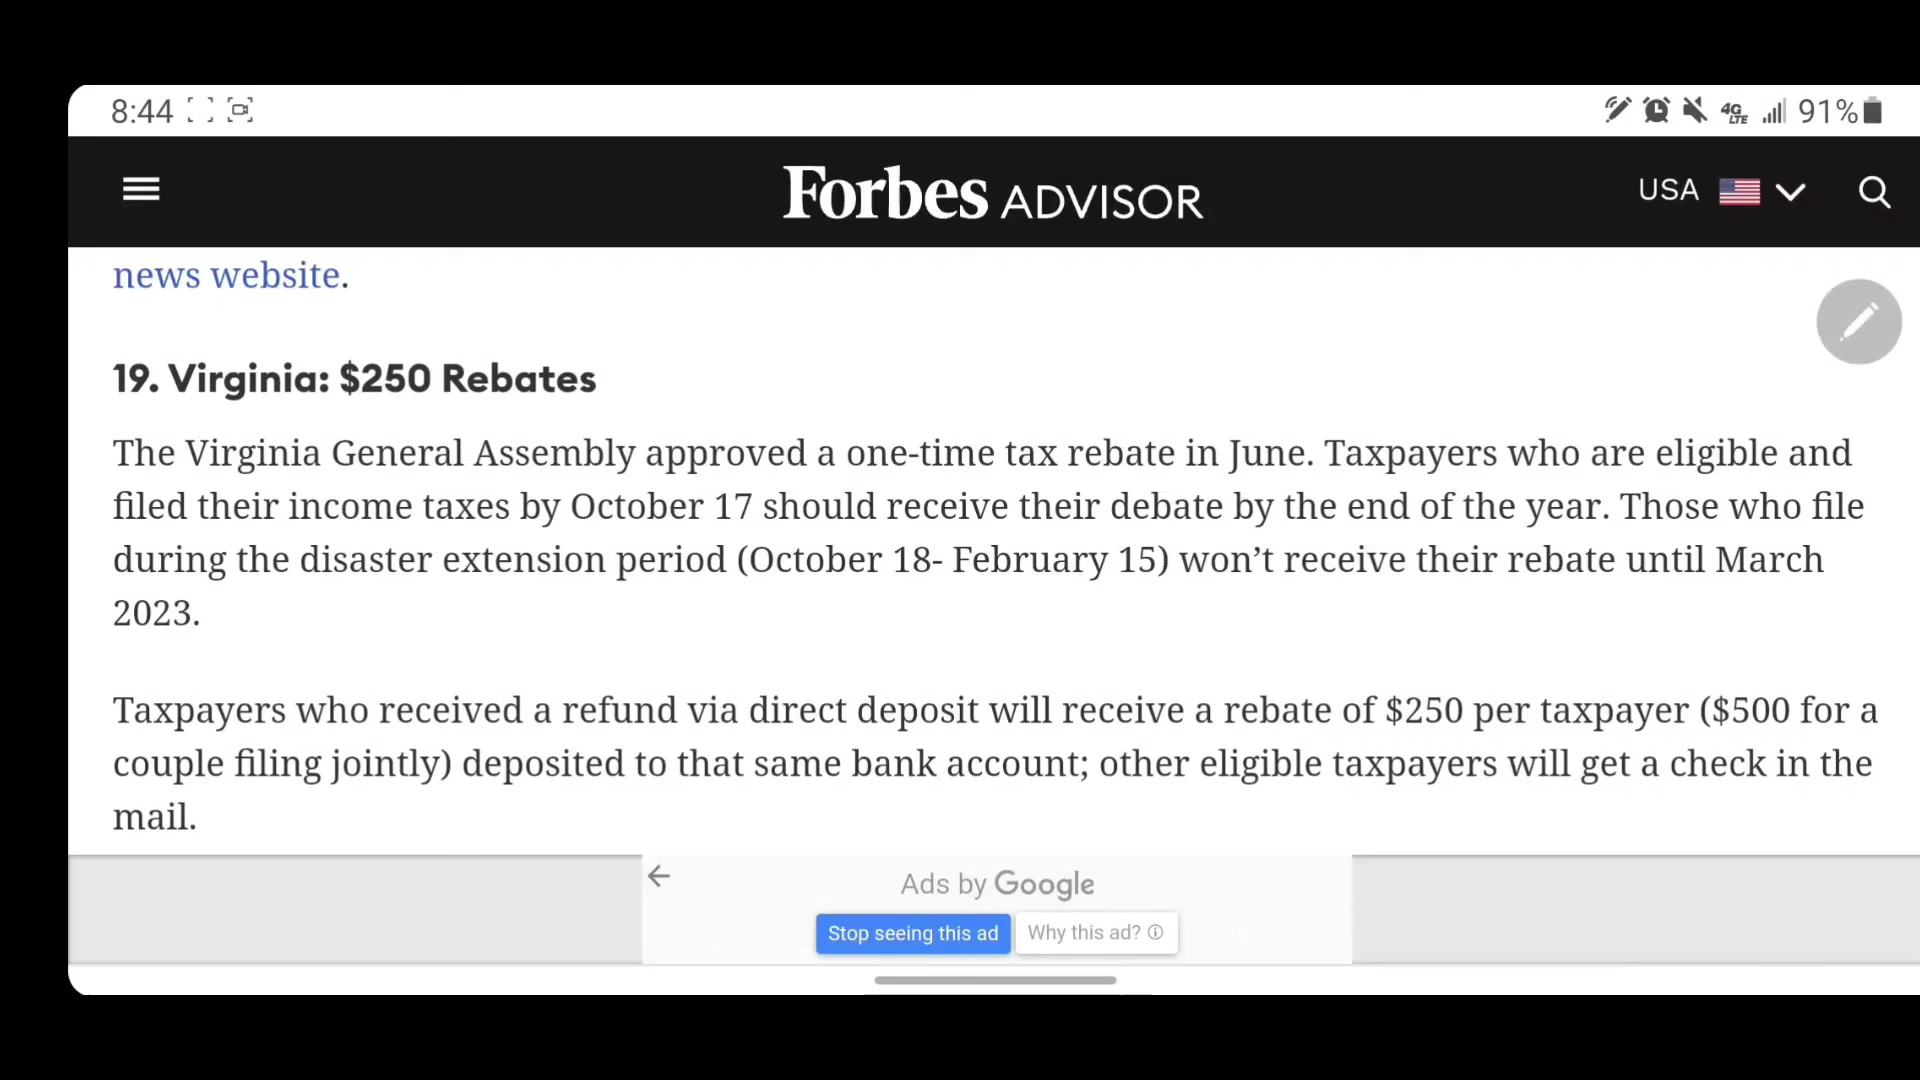 8:44
4G LTE 91%
Forbes ADVISOR
USA
news website.
19. Virginia: $250 Rebates
The Virginia General Assembly approved a one-time tax rebate in June. Taxpayers who are eligible and
filed their income taxes by October 17 should receive their debate by the end of the year. Those who file
during the disaster extension period (October 18- February 15) won’t receive their rebate until March
2023.
Taxpayers who received a refund via direct deposit will receive a rebate of $250 per taxpayer ($500 for a
couple filing jointly) deposited to that same bank account; other eligible taxpayers will get a check in the
mail.
Ads by Google
Stop seeing this ad
Why this ad?